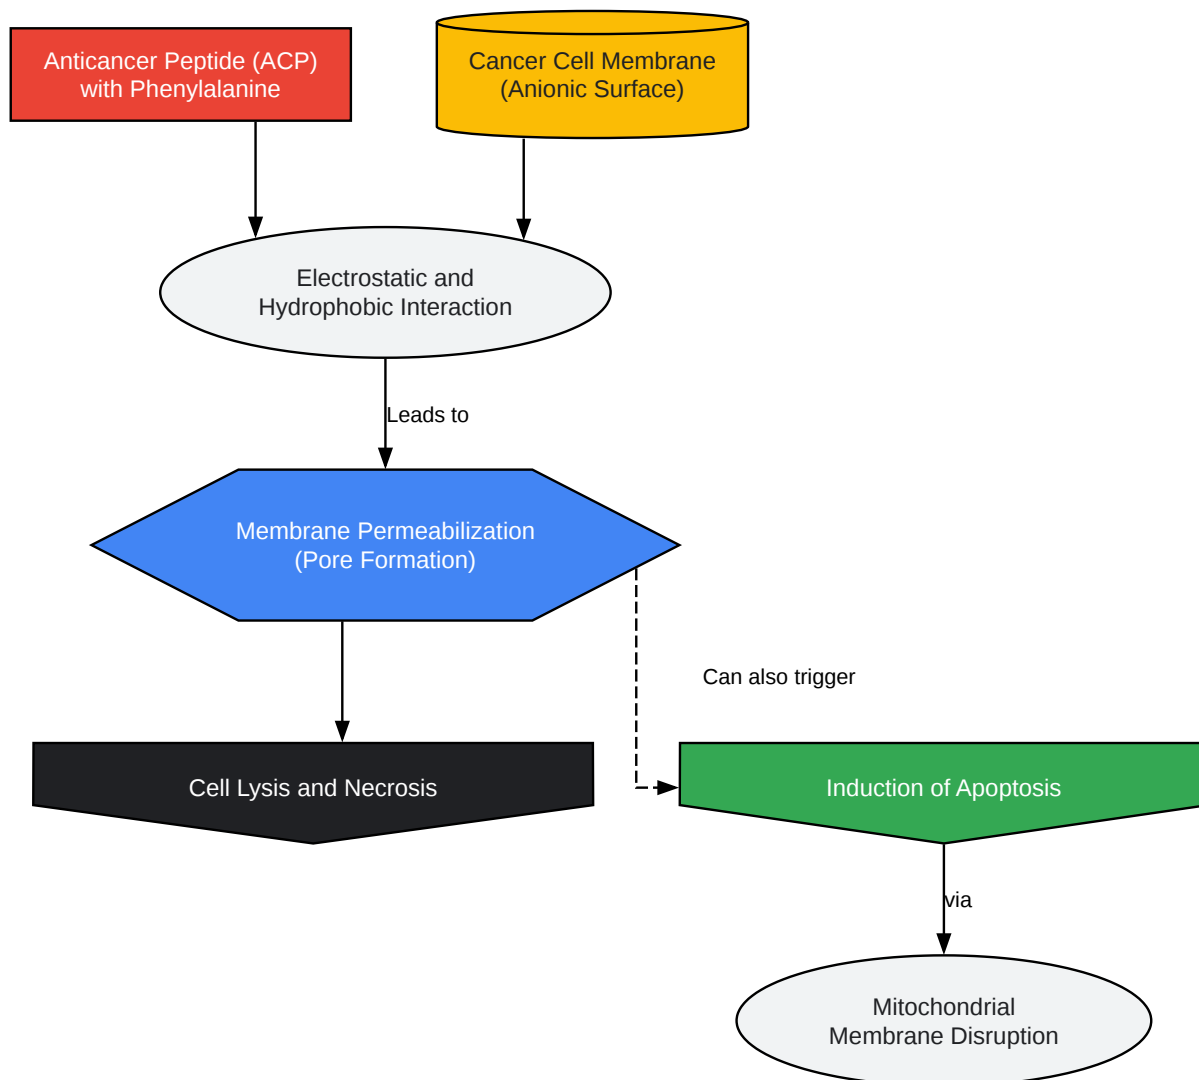 Anticancer Peptide (ACP)
with Phenylalanine
Cancer Cell Membrane
(Anionic Surface)
Electrostatic and
Hydrophobic Interaction
Leads to
Membrane Permeabilization
(Pore Formation)
Can also trigger
Cell Lysis and Necrosis
Induction of Apoptosis
via
Mitochondrial
Membrane Disruption